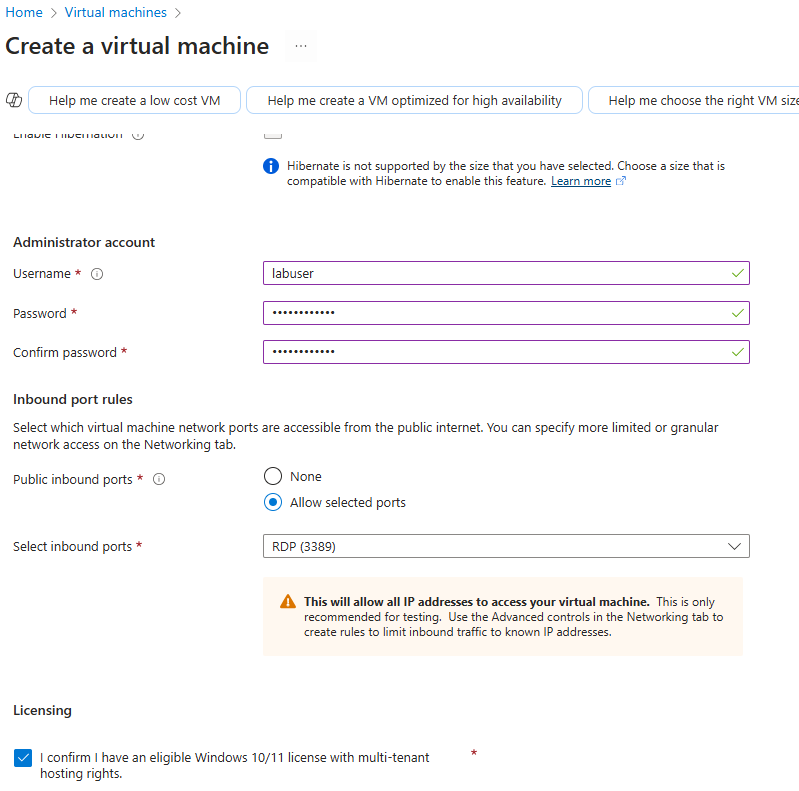 Home > Virtual machines >
Create a virtual machine ...
Help me create a low cost VM Help me create a VM optimized for high availability Help me choose the right VM size
Enable Hibernation
Hibernate is not supported by the size that you have selected. Choose a size that is
compatible with Hibernate to enable this feature. Learn more
Administrator account
Username * labuser
Password * ••••••••••••
Confirm password * ••••••••••••
Inbound port rules
Select which virtual machine network ports are accessible from the public internet. You can specify more limited or granular
network access on the Networking tab.
Public inbound ports * None
Allow selected ports
Select inbound ports * RDP (3389)
This will allow all IP addresses to access your virtual machine. This is only
recommended for testing. Use the Advanced controls in the Networking tab to
create rules to limit inbound traffic to known IP addresses.
Licensing
I confirm I have an eligible Windows 10/11 license with multi-tenant *
hosting rights.